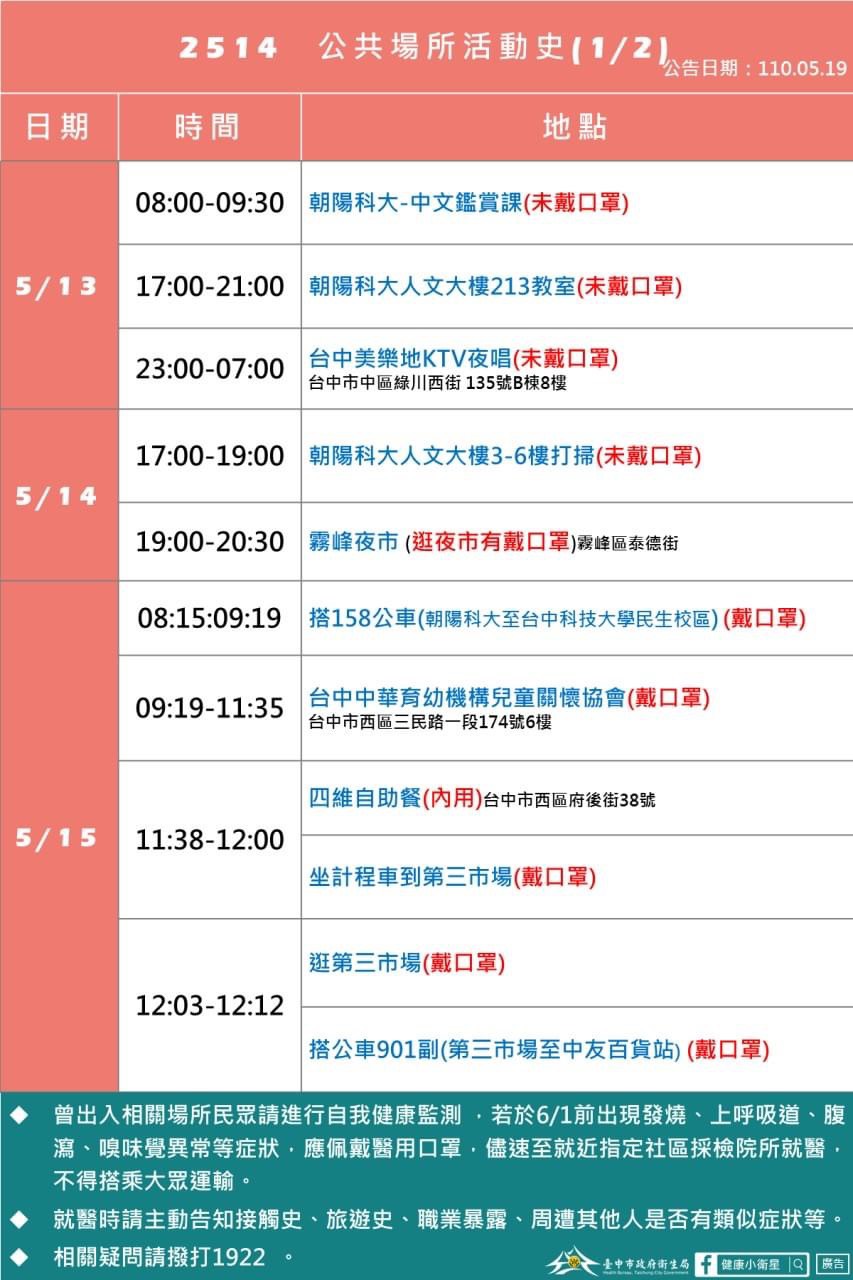 2514 公共場所活動史(1/2)
公告日期：110.05.19
日期 時間 地點
5/13
08:00-09:30 朝陽科大-中文鑑賞課(未戴口罩)
17:00-21:00 朝陽科大人文大樓213教室(未戴口罩)
23:00-07:00 台中美樂地KTV夜唱(未戴口罩)
台中市中區綠川西街 135號B棟8樓
5/14
17:00-19:00 朝陽科大人文大樓3-6樓打掃(未戴口罩)
19:00-20:30 霧峰夜市 (逛夜市有戴口罩)霧峰區泰德街
5/15
08:15:09:19 搭158公車(朝陽科大至台中科技大學民生校區) (戴口罩)
09:19-11:35 台中中華育幼機構兒童關懷協會(戴口罩)
台中市西區三民路一段174號6樓
11:38-12:00 四維自助餐(內用)台中市西區府後街38號
坐計程車到第三市場(戴口罩)
12:03-12:12 逛第三市場(戴口罩)
搭公車901副(第三市場至中友百貨站) (戴口罩)
◆ 曾出入相關場所民眾請進行自我健康監測，若於6/1前出現發燒、上呼吸道、腹
瀉、嗅味覺異常等症狀，應佩戴醫用口罩，儘速至就近指定社區採檢院所就醫，
不得搭乘大眾運輸。
◆ 就醫時請主動告知接觸史、旅遊史、職業暴露、周遭其他人是否有類似症狀等。
◆ 相關疑問請撥打1922 。
臺中市政府衛生局
Health Bureau, Taichung City Government
健康小衛星
廣告